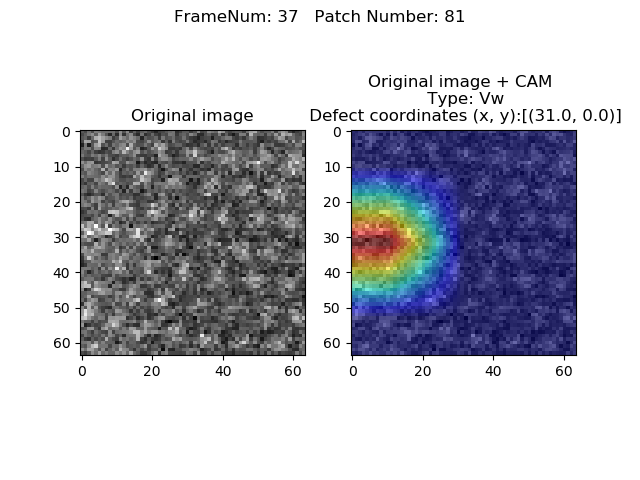 FrameNum: 37   Patch Number: 81
Original image
Original image + CAM
Type: Vw
Defect coordinates (x, y):[(31.0, 0.0)]
0
10
20
30
40
50
60
0 20 40 60
0
10
20
30
40
50
60
0 20 40 60